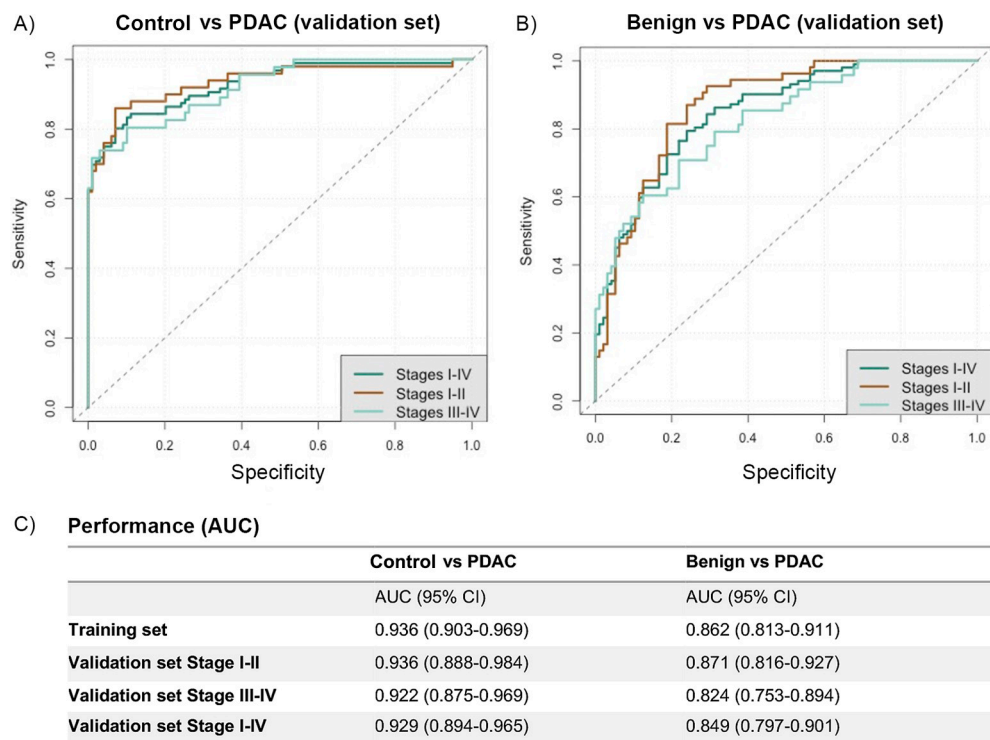 A) Control vs PDAC (validation set)
1.0
0.8
0.6
0.4
0.2
0.0
Sensitivity
Stages I-IV
Stages I-II
Stages III-IV
0.0 0.2 0.4 0.6 0.8 1.0
Specificity
B) Benign vs PDAC (validation set)
1.0
0.8
0.6
0.4
0.2
0.0
Sensitivity
Stages I-IV
Stages I-II
Stages III-IV
0.0 0.2 0.4 0.6 0.8 1.0
Specificity
C) Performance (AUC)
Control vs PDAC Benign vs PDAC
AUC (95% CI) AUC (95% CI)
Training set 0.936 (0.903-0.969) 0.862 (0.813-0.911)
Validation set Stage I-II 0.936 (0.888-0.984) 0.871 (0.816-0.927)
Validation set Stage III-IV 0.922 (0.875-0.969) 0.824 (0.753-0.894)
Validation set Stage I-IV 0.929 (0.894-0.965) 0.849 (0.797-0.901)